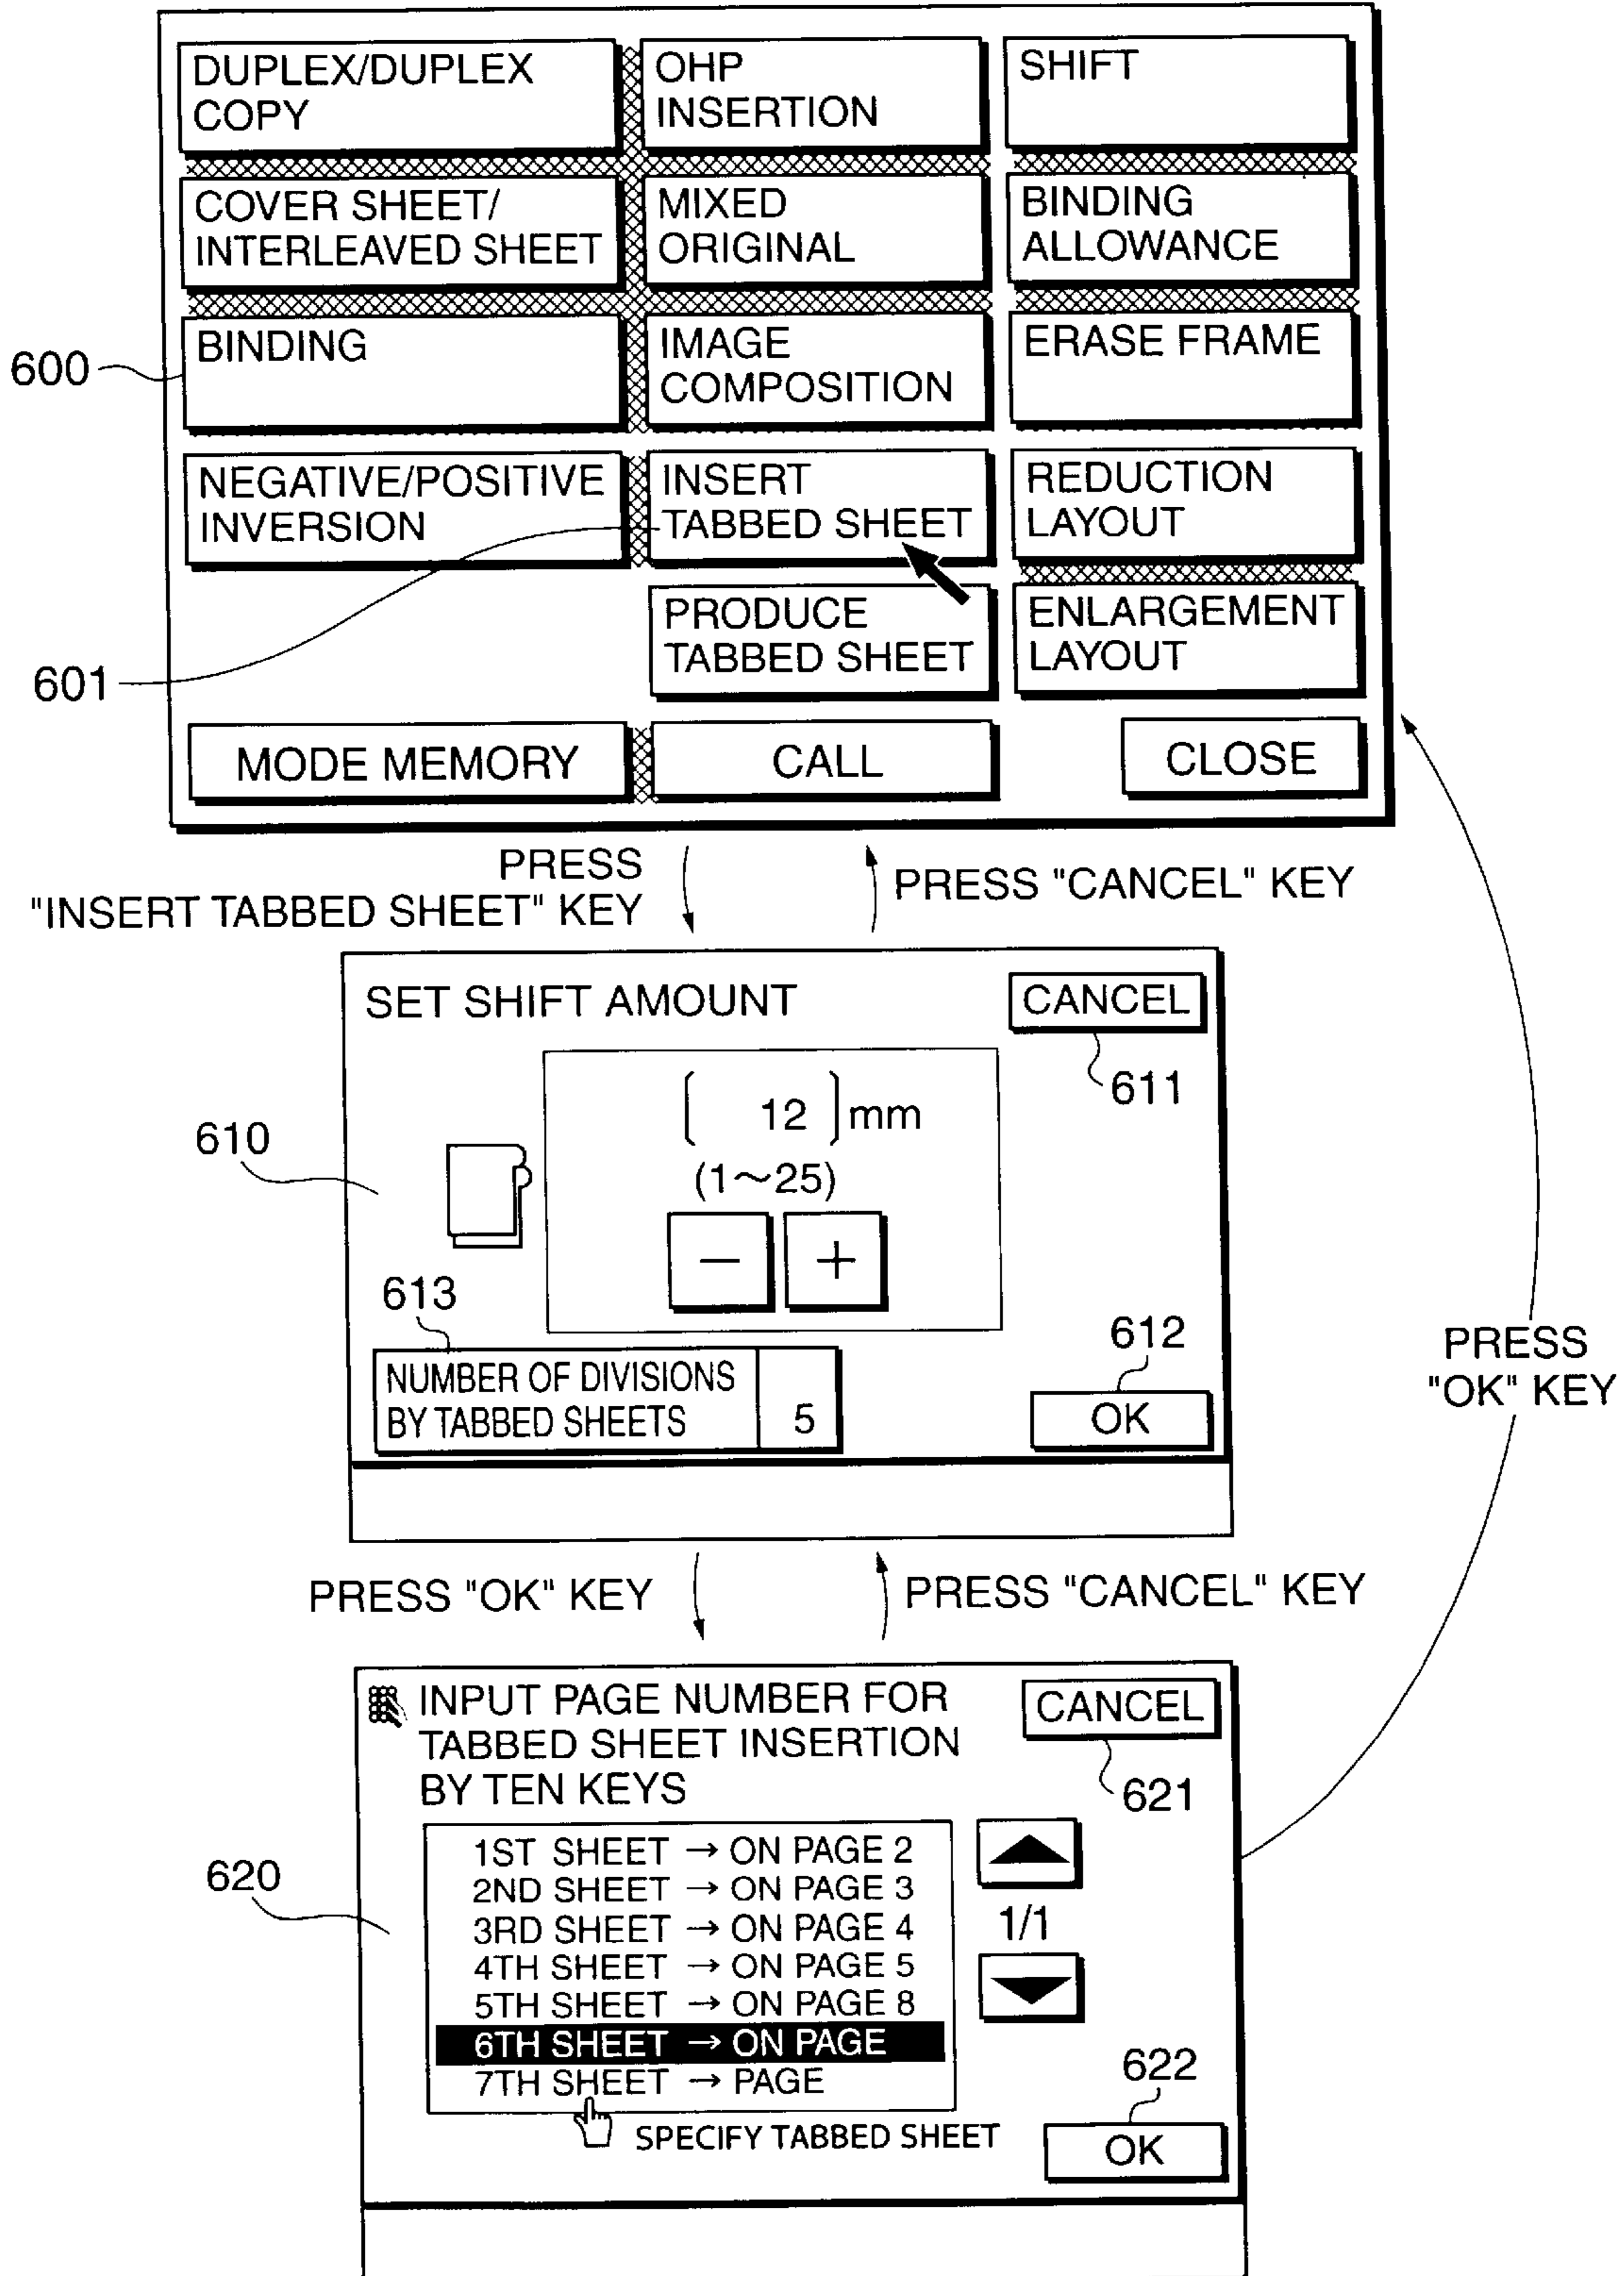 DUPLEX/DUPLEX
COPY
OHP
INSERTION
SHIFT
COVER SHEET/
INTERLEAVED SHEET
MIXED
ORIGINAL
BINDING
ALLOWANCE
600
BINDING
IMAGE
COMPOSITION
ERASE FRAME
NEGATIVE/POSITIVE
INVERSION
INSERT
TABBED SHEET
REDUCTION
LAYOUT
601
PRODUCE
TABBED SHEET
ENLARGEMENT
LAYOUT
MODE MEMORY
CALL
CLOSE
PRESS
"INSERT TABBED SHEET" KEY
PRESS "CANCEL" KEY
SET SHIFT AMOUNT
CANCEL
611
[ 12 ] mm
(1~25)
610
− +
613
NUMBER OF DIVISIONS
BY TABBED SHEETS
5
612
OK
PRESS
"OK" KEY
PRESS "OK" KEY
PRESS "CANCEL" KEY
INPUT PAGE NUMBER FOR
TABBED SHEET INSERTION
BY TEN KEYS
CANCEL
621
620
1ST SHEET → ON PAGE 2
2ND SHEET → ON PAGE 3
3RD SHEET → ON PAGE 4
4TH SHEET → ON PAGE 5
5TH SHEET → ON PAGE 8
6TH SHEET → ON PAGE
7TH SHEET → PAGE
1/1
SPECIFY TABBED SHEET
622
OK